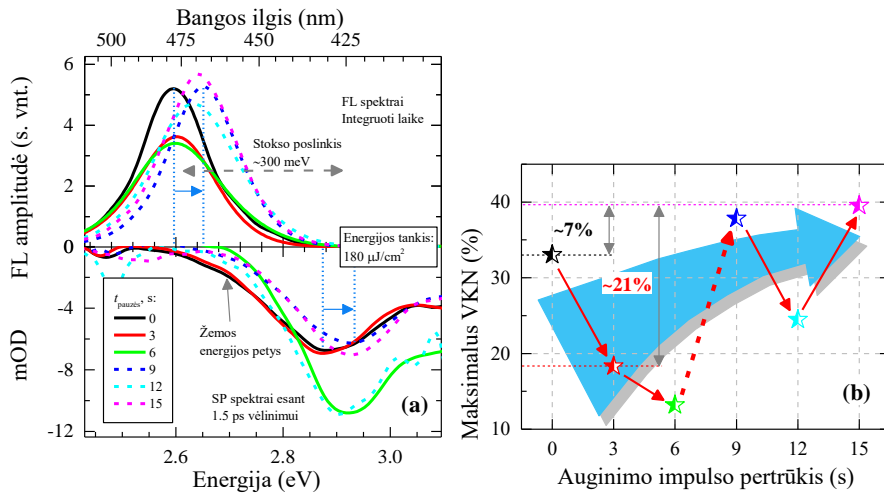 Bangos ilgis (nm)
500 475 450 425
FL amplitudė (s. vnt.)
6
4
2
0
FL spektrai
Integruoti laike
Stokso poslinkis
~300 meV
Energijos tankis:
180 µJ/cm²
mOD
-4
-8
-12
t pauzės, s:
0
3
6
9
12
15
Žemos
energijos petys
SP spektrai esant
1.5 ps vėlinimui
(a)
2.6 2.8 3.0
Energija (eV)
Maksimalus VKN (%)
40
30
20
10
~7%
~21%
(b)
0 3 6 9 12 15
Auginimo impulso pertrūkis (s)